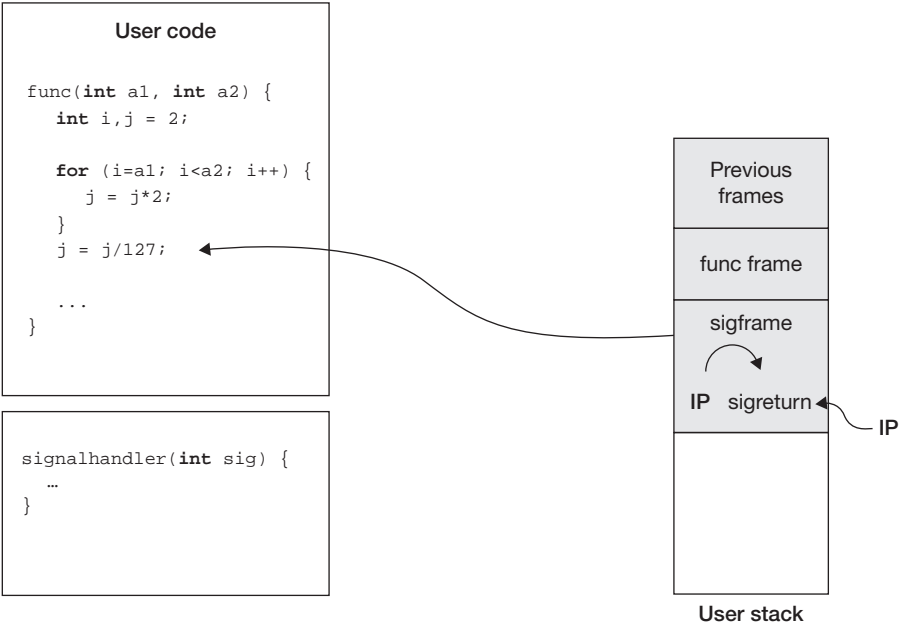 User code
func(int a1, int a2) {
int i,j = 2;
for (i=a1; i<a2; i++) {
j = j*2;
}
j = j/127;
...
}
signalhandler(int sig) {
…
}
Previous
frames
func frame
sigframe
IP sigreturn
IP
User stack